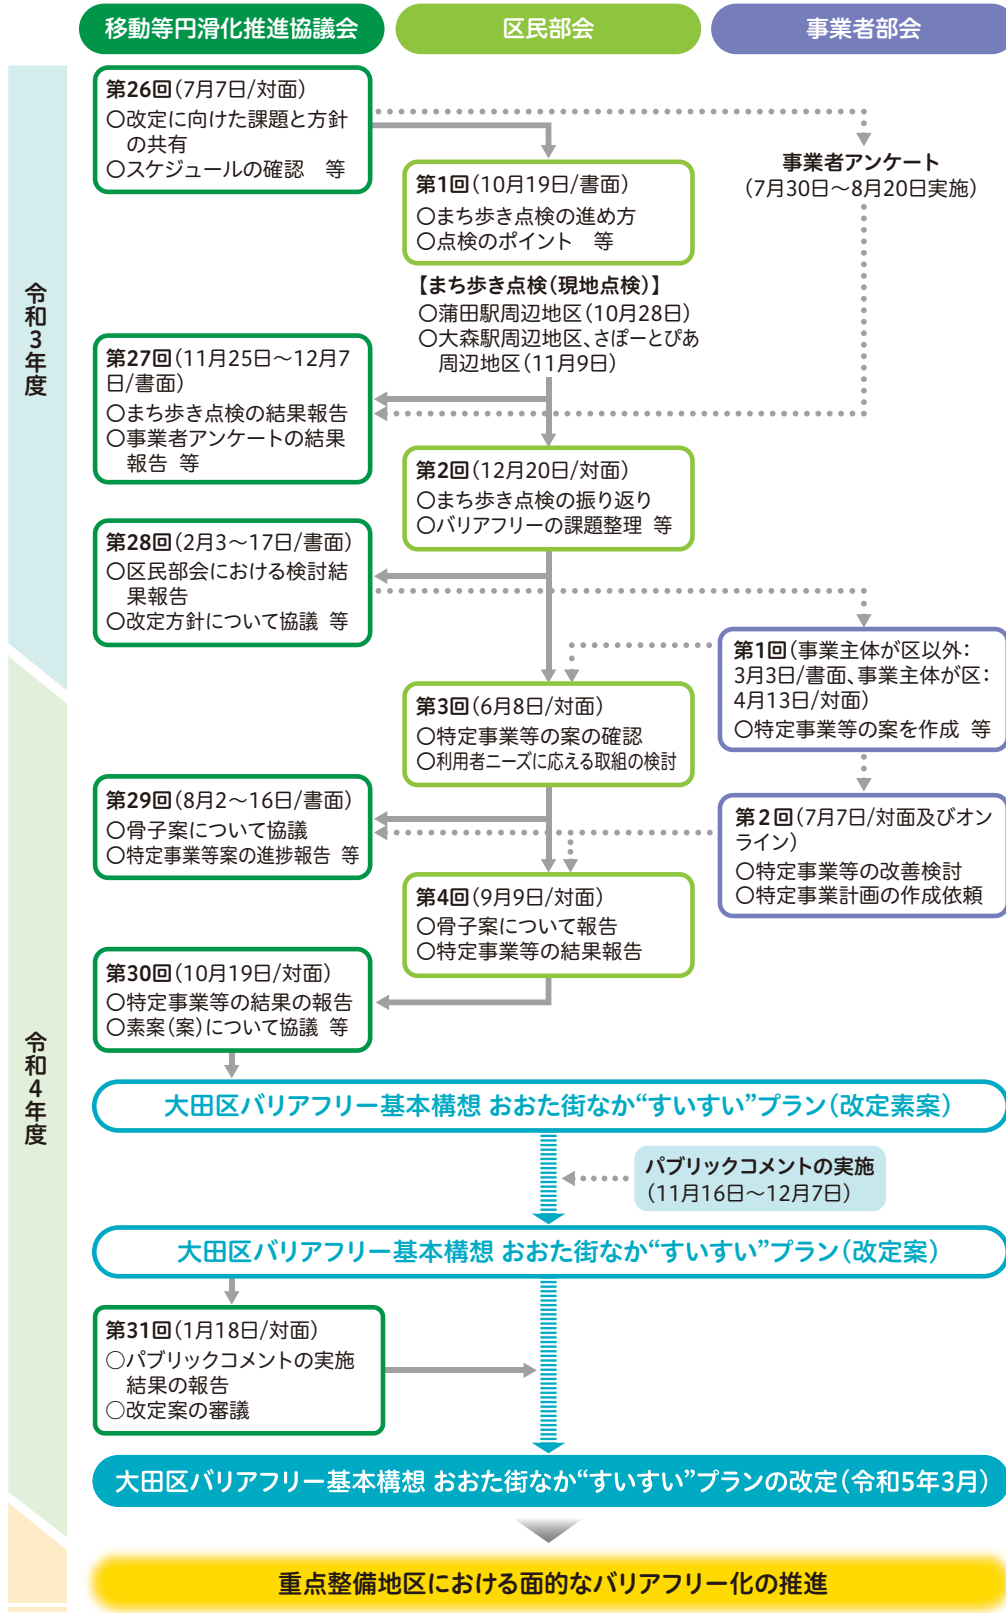 移動等円滑化推進協議会
区民部会
事業者部会
令和3年度
第26回(7月7日/対面)
○改定に向けた課題と方針
の共有
○スケジュールの確認 等
事業者アンケート
(7月30日～8月20日実施)
第1回(10月19日/書面)
○まち歩き点検の進め方
○点検のポイント 等
【まち歩き点検(現地点検)】
○蒲田駅周辺地区(10月28日)
○大森駅周辺地区、さぽーとぴあ
周辺地区(11月9日)
第27回(11月25日～12月7
日/書面)
○まち歩き点検の結果報告
○事業者アンケートの結果
報告 等
第2回(12月20日/対面)
○まち歩き点検の振り返り
○バリアフリーの課題整理 等
第28回(2月3～17日/書面)
○区民部会における検討結
果報告
○改定方針について協議 等
第1回(事業主体が区以外：
3月3日/書面、事業主体が区：
4月13日/対面)
○特定事業等の案を作成 等
令和4年度
第3回(6月8日/対面)
○特定事業等の案の確認
○利用者ニーズに応える取組の検討
第29回(8月2～16日/書面)
○骨子案について協議
○特定事業等案の進捗報告 等
第2回(7月7日/対面及びオン
ライン)
○特定事業等の改善検討
○特定事業計画の作成依頼
第4回(9月9日/対面)
○骨子案について報告
○特定事業等の結果報告
第30回(10月19日/対面)
○特定事業等の結果の報告
○素案(案)について協議 等
大田区バリアフリー基本構想 おおた街なか“すいすい”プラン(改定素案)
パブリックコメントの実施
(11月16日～12月7日)
大田区バリアフリー基本構想 おおた街なか“すいすい”プラン(改定案)
第31回(1月18日/対面)
○パブリックコメントの実施
結果の報告
○改定案の審議
大田区バリアフリー基本構想 おおた街なか“すいすい”プランの改定(令和5年3月)
重点整備地区における面的なバリアフリー化の推進